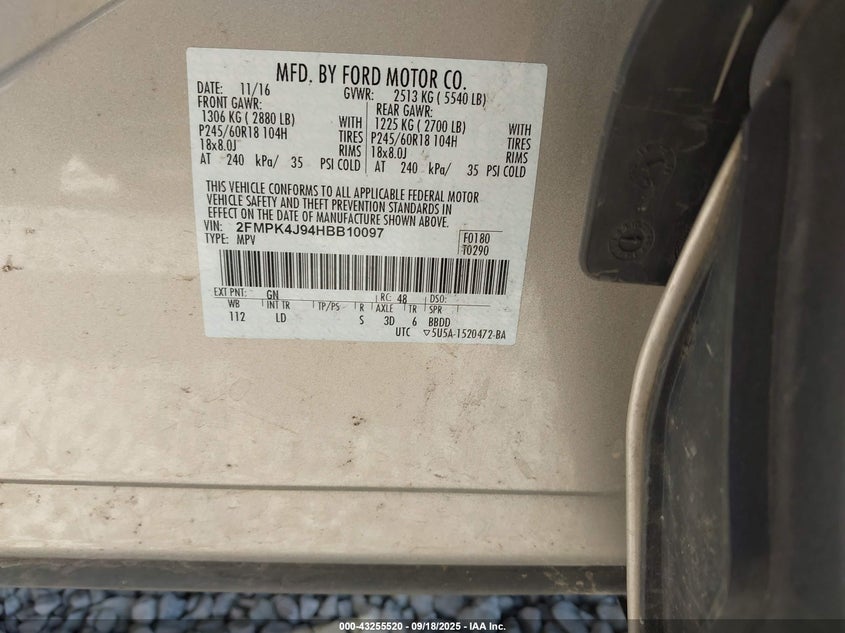 MFD. BY FORD MOTOR CO.
DATE: 11/16 GVWR: 2513 KG ( 5540 LB)
FRONT GAWR: REAR GAWR:
1306 KG ( 2880 LB) WITH 1225 KG ( 2700 LB) WITH
P245/60R18 104H TIRES P245/60R18 104H TIRES
18x8.0J RIMS 18x8.0J RIMS
AT 240 kPa/ 35 PSI COLD AT 240 kPa/ 35 PSI COLD
THIS VEHICLE CONFORMS TO ALL APPLICABLE FEDERAL MOTOR
VEHICLE SAFETY AND THEFT PREVENTION STANDARDS IN
EFFECT ON THE DATE OF MANUFACTURE SHOWN ABOVE.
VIN: 2FMPK4J94HBB10097 F0180
TYPE: MPV T0290
EXT PNT: GN RC: 48 DSO:
WB INT TR TP/PS R AXLE TR SPR
112 LD S 3D 6 BBDD
UTC ▽5U5A-1520472-BA
000-43255520 - 09/18/2025 - IAA Inc.